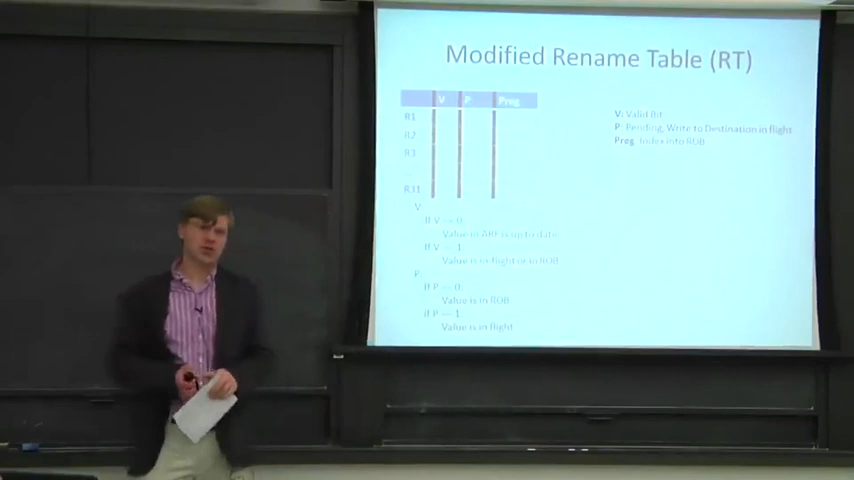 Modified Rename Table (RT)
V P Preg
R1
R2
R3
R31
V: Valid Bit
P: Pending, Write to Destination in flight
Preg: Index into ROB
V:
If V == 0:
Value in ARF is up to date
If V == 1:
Value is in-flight or in ROB
P:
If P == 0:
Value is in ROB
if P == 1:
Value is in flight